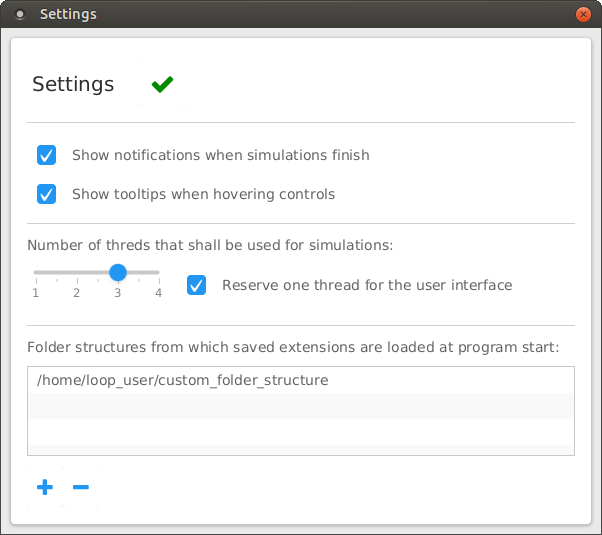 Settings
Settings
Show notifications when simulations finish
Show tooltips when hovering controls
Number of threds that shall be used for simulations:
1 2 3 4
Reserve one thread for the user interface
Folder structures from which saved extensions are loaded at program start:
/home/loop_user/custom_folder_structure